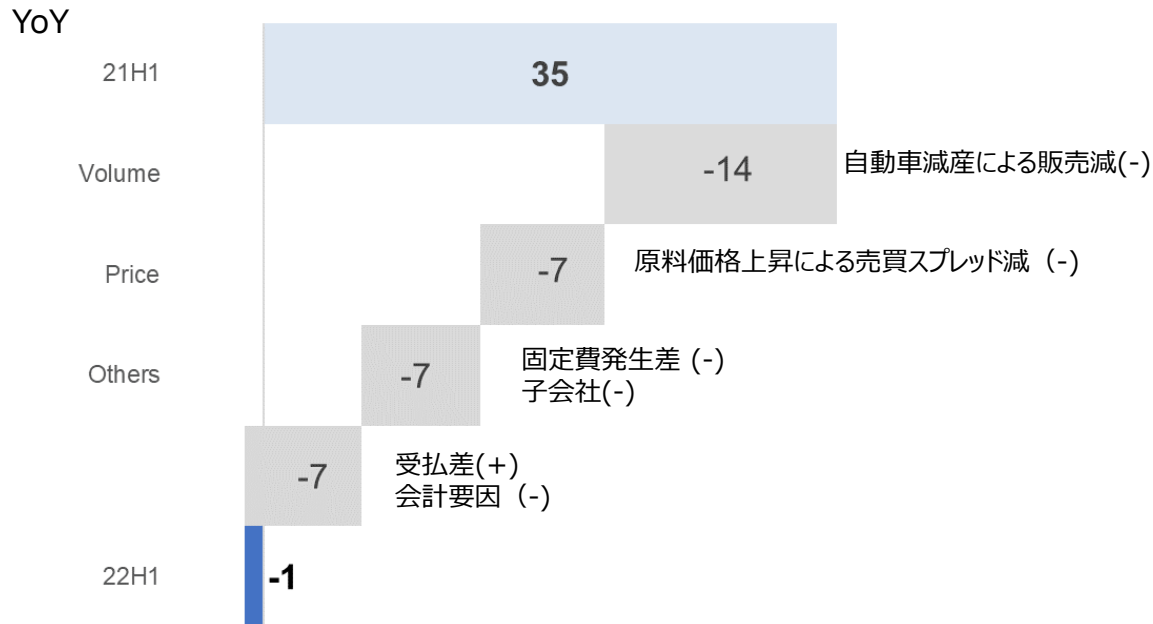 YoY
21H1
35
Volume
-14
自動車減産による販売減(-)
Price
-7
原料価格上昇による売買スプレッド減（-)
Others
-7
固定費発生差 (-)
子会社(-)
-7
受払差(+)
会計要因（-)
22H1
-1